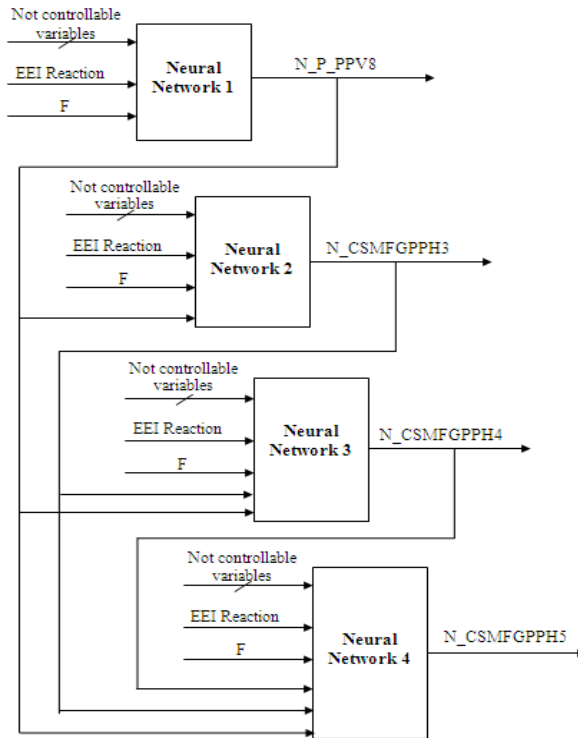 Not controllable
variables
EEI Reaction
F
Neural
Network 1
N_P_PPV8
Not controllable
variables
EEI Reaction
F
Neural
Network 2
N_CSMFGPPH3
Not controllable
variables
EEI Reaction
F
Neural
Network 3
N_CSMFGPPH4
Not controllable
variables
EEI Reaction
F
Neural
Network 4
N_CSMFGPPH5